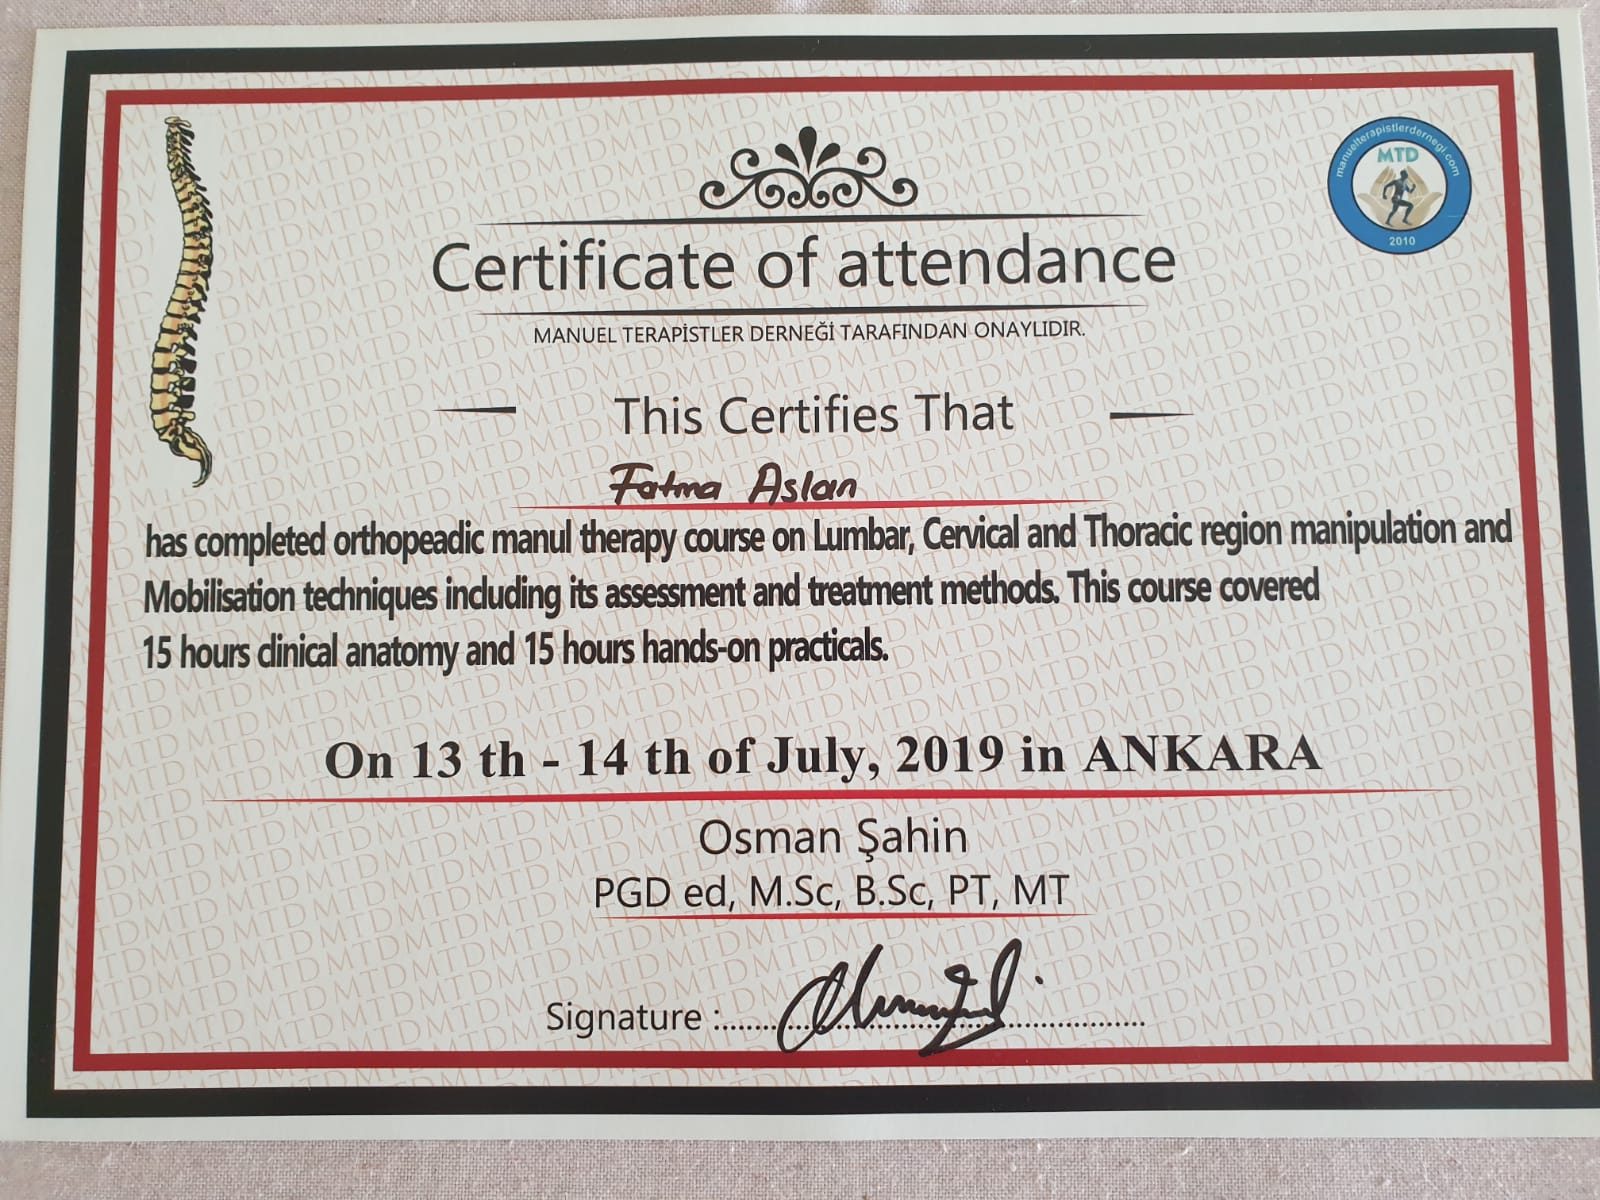 manuelterapistlerdernegi.com
MTD
2010
Certificate of attendance
MANUEL TERAPİSTLER DERNEĞİ TARAFINDAN ONAYLIDIR.
This Certifies That
Fatma Aslan
has completed orthopeadic manul therapy course on Lumbar, Cervical and Thoracic region manipulation and
Mobilisation techniques including its assessment and treatment methods. This course covered
15 hours clinical anatomy and 15 hours hands-on practicals.
On 13 th - 14 th of July, 2019 in ANKARA
Osman Şahin
PGD ed, M.Sc, B.Sc, PT, MT
Signature :